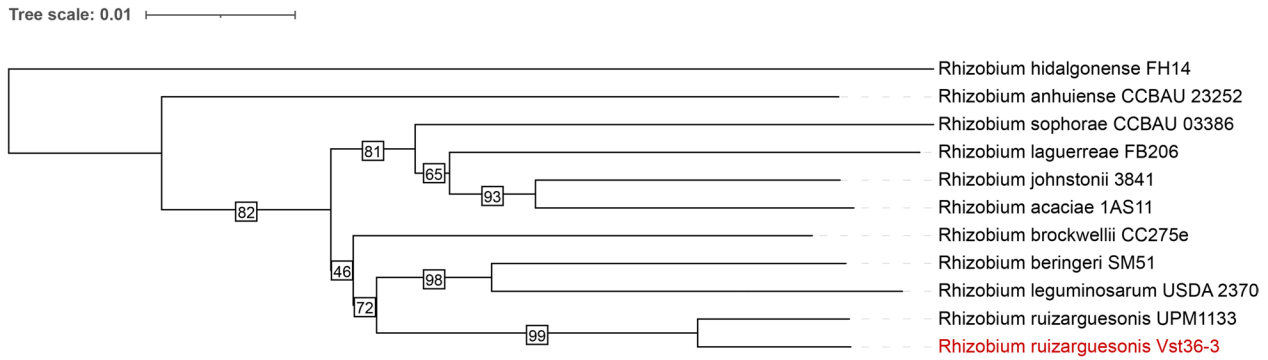 Tree scale: 0.01
Rhizobium hidalgonense FH14
Rhizobium anhuiense CCBAU 23252
Rhizobium sophorae CCBAU 03386
81
Rhizobium laguerreae FB206
65
Rhizobium johnstonii 3841
93
Rhizobium acaciae 1AS11
82
Rhizobium brockwellii CC275e
46
Rhizobium beringeri SM51
98
Rhizobium leguminosarum USDA 2370
72
Rhizobium ruizarguesonis UPM1133
99
Rhizobium ruizarguesonis Vst36-3